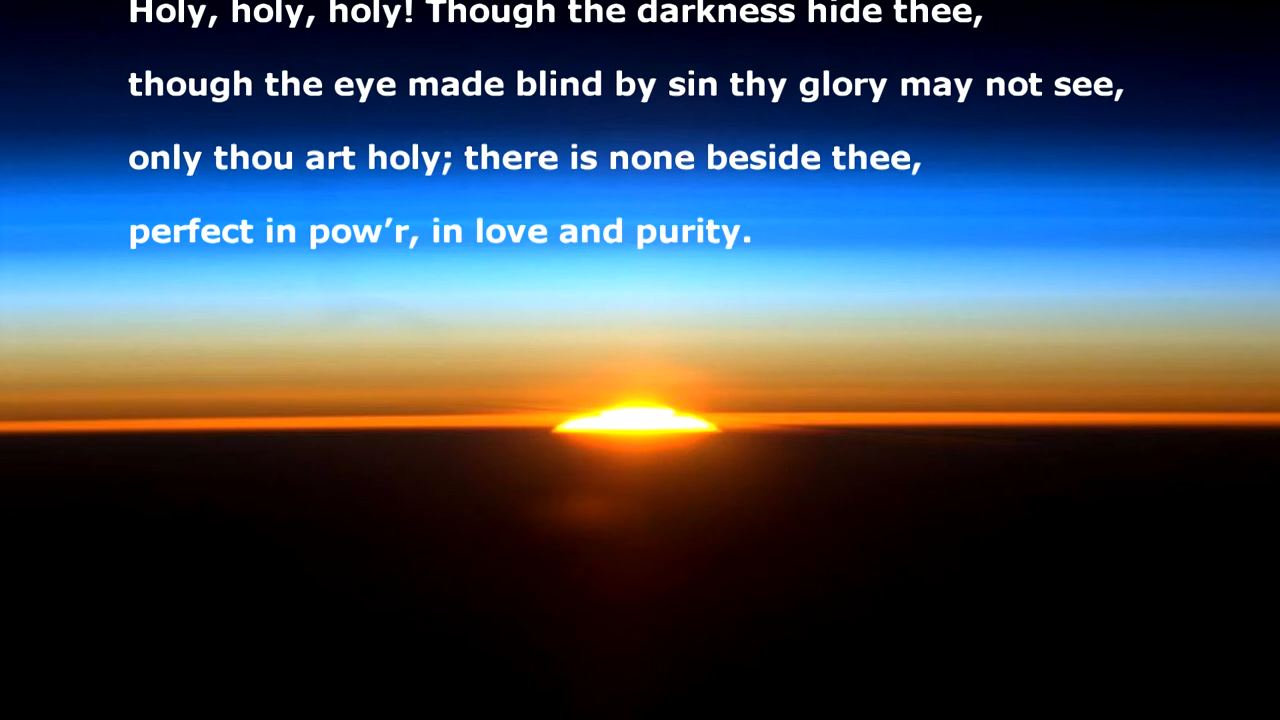 Holy, holy, holy! Though the darkness hide thee,
though the eye made blind by sin thy glory may not see,
only thou art holy; there is none beside thee,
perfect in pow’r, in love and purity.